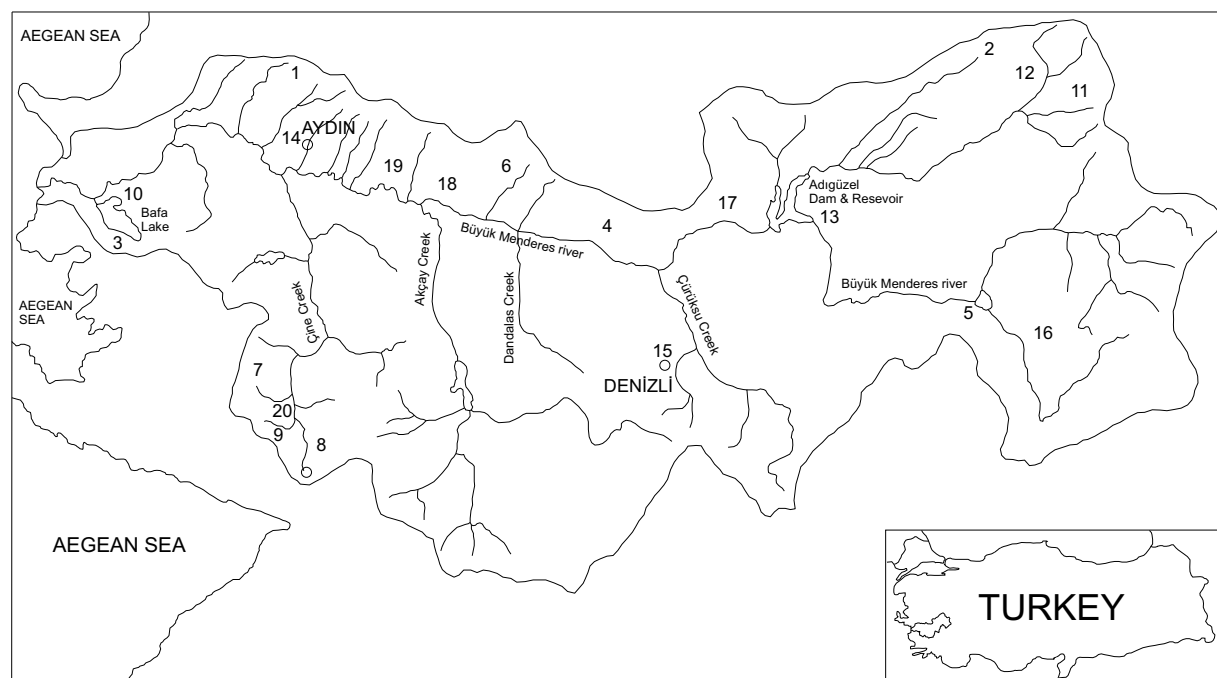 AEGEAN SEA
1
2
12
11
14
AYDIN
19
6
18
10
Bafa
Lake
3
17
Adıgüzel
Dam & Resevoir
13
4
Büyük Menderes river
Akçay Creek
Dandalas Creek
Çine Creek
Çürüksu Creek
Büyük Menderes river
5
AEGEAN
SEA
16
15
DENIZLİ
7
20
9
8
AEGEAN SEA
TURKEY